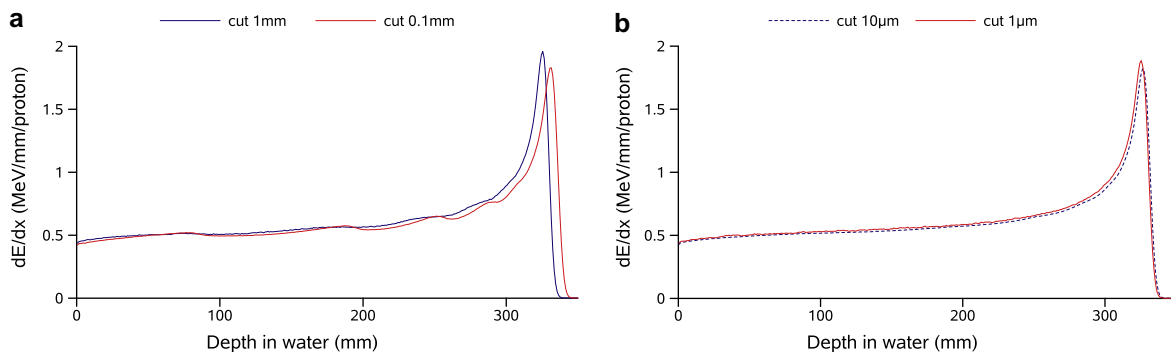 a
cut 1mm
cut 0.1mm
2
1.5
1
0.5
0
dE/dx (MeV/mm/proton)
0
100
200
300
Depth in water (mm)
b
cut 10μm
cut 1μm
2
1.5
1
0.5
0
dE/dx (MeV/mm/proton)
0
100
200
300
Depth in water (mm)